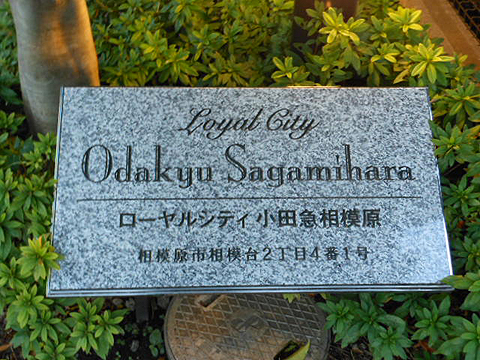 Loyal City
Odakyu Sagamihara
ローヤルシティ小田急相模原
相模原市相模台2丁目4番1号